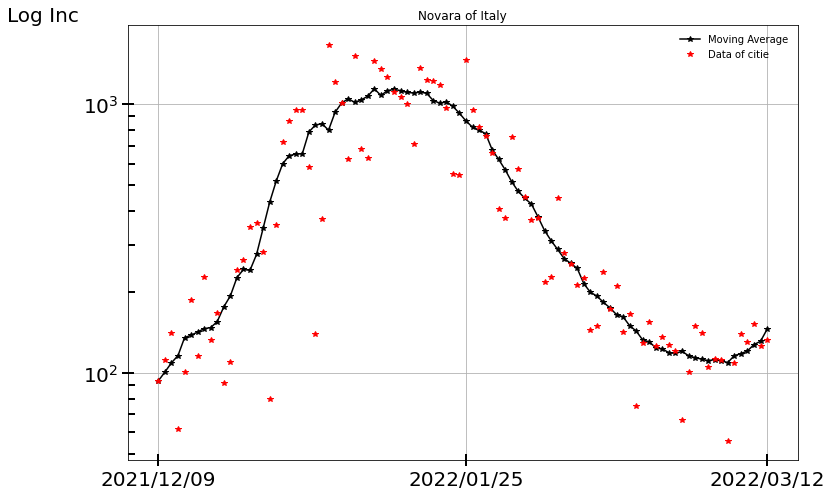 Log Inc
Novara of Italy
Moving Average
Data of citie
10³
10²
2021/12/09
2022/01/25
2022/03/12